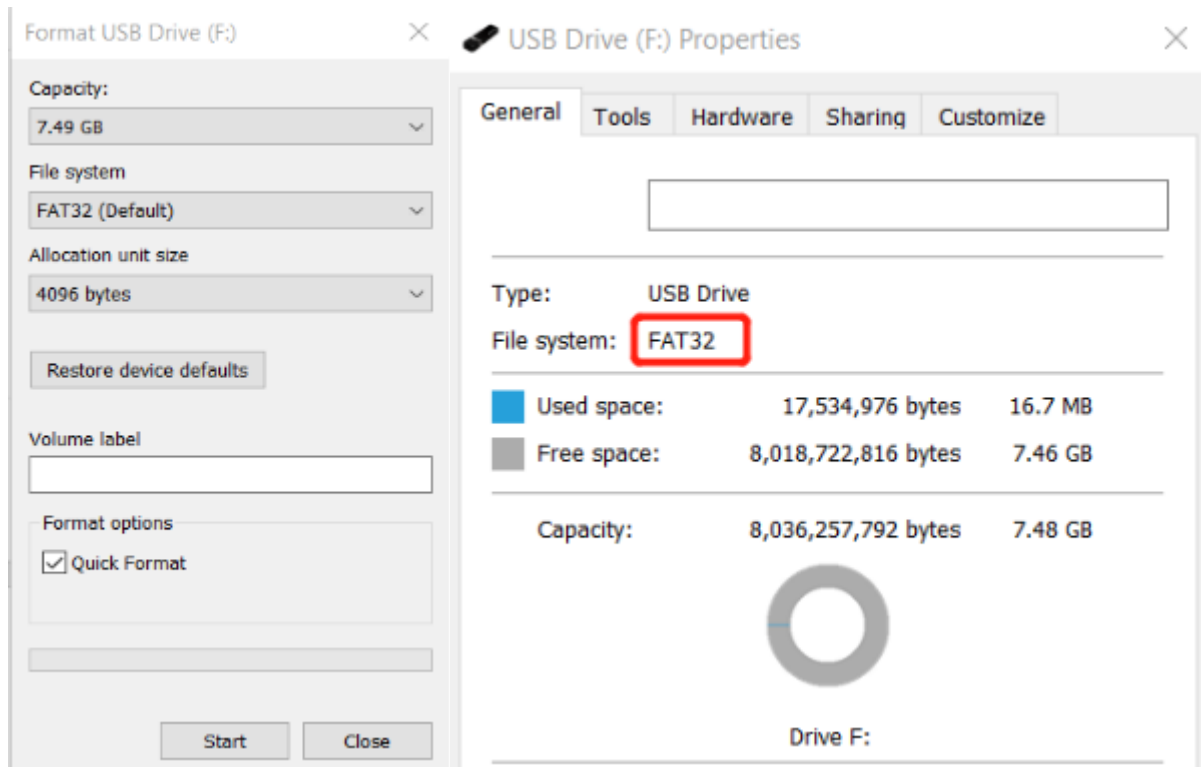 Format USB Drive (F:)
Capacity:
7.49 GB
File system
FAT32 (Default)
Allocation unit size
4096 bytes
Restore device defaults
Volume label
Format options
Quick Format
Start
Close
USB Drive (F:) Properties
General
Tools
Hardware
Sharing
Customize
Type: USB Drive
File system: FAT32
Used space: 17,534,976 bytes 16.7 MB
Free space: 8,018,722,816 bytes 7.46 GB
Capacity: 8,036,257,792 bytes 7.48 GB
Drive F: